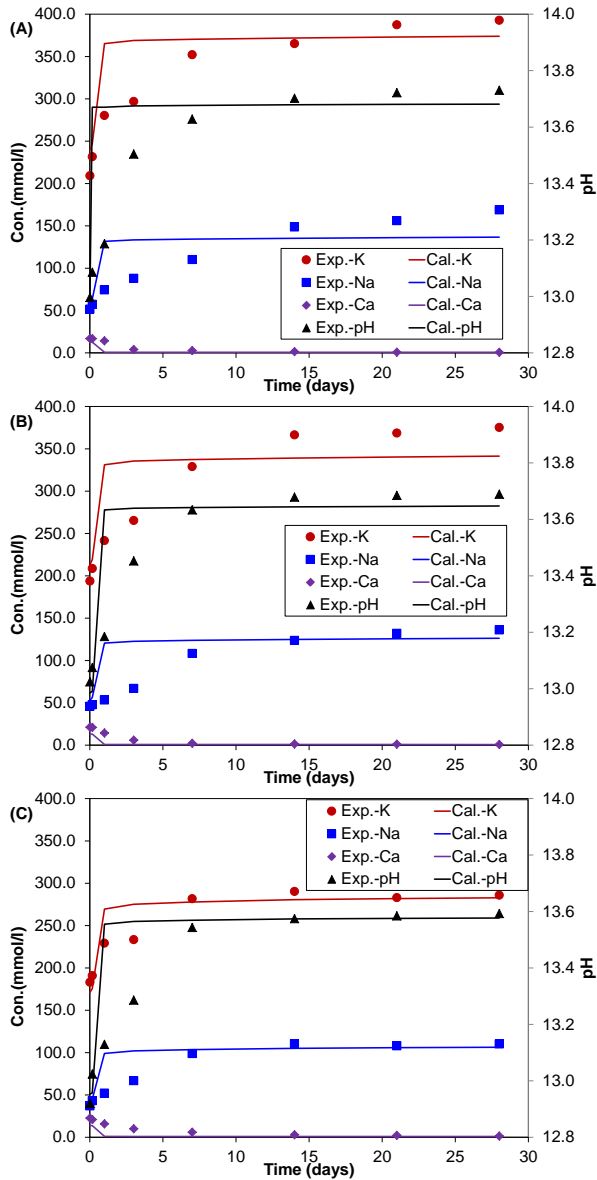 (A)
400.0
350.0
300.0
250.0
200.0
150.0
100.0
50.0
0.0
Con.(mmol/l)
14.0
13.8
13.6
13.4
13.2
13.0
12.8
pH
Exp.-K Cal.-K
Exp.-Na Cal.-Na
Exp.-Ca Cal.-Ca
Exp.-pH Cal.-pH
0 5 10 15 20 25 30
Time (days)
(B)
400.0
350.0
300.0
250.0
200.0
150.0
100.0
50.0
0.0
Con.(mmol/l)
14.0
13.8
13.6
13.4
13.2
13.0
12.8
pH
Exp.-K Cal.-K
Exp.-Na Cal.-Na
Exp.-Ca Cal.-Ca
Exp.-pH Cal.-pH
0 5 10 15 20 25 30
Time (days)
(C)
400.0
350.0
300.0
250.0
200.0
150.0
100.0
50.0
0.0
Con.(mmol/l)
14.0
13.8
13.6
13.4
13.2
13.0
12.8
pH
Exp.-K Cal.-K
Exp.-Na Cal.-Na
Exp.-Ca Cal.-Ca
Exp.-pH Cal.-pH
0 5 10 15 20 25 30
Time (days)